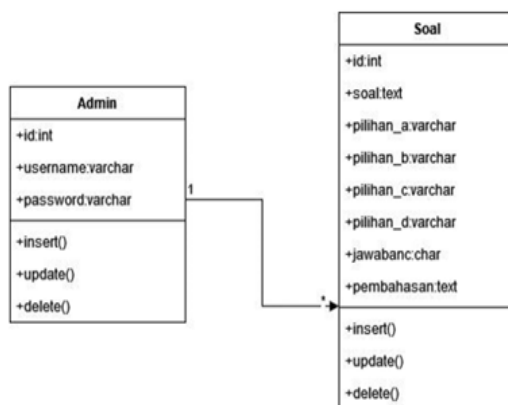 Admin
+id:int
+username:varchar
+password:varchar
+insert()
+update()
+delete()
1
*
Soal
+id:int
+soal:text
+pilihan_a:varchar
+pilihan_b:varchar
+pilihan_c:varchar
+pilihan_d:varchar
+jawabanc:char
+pembahasan:text
+insert()
+update()
+delete()